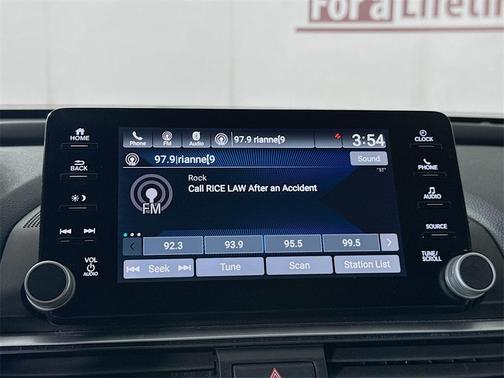 For a Lifetim
HOME
BACK
VOL
AUDIO
Phone FM Audio 97.9 rianne[9 3:54
97.9|rianne[9 Sound
"ST"
Rock
Call RICE LAW After an Accident
FM
92.3 93.9 95.5 99.5
Seek Tune Scan Station List
CLOCK
PHONE
AUDIO
SOURCE
TUNE/
SCROLL